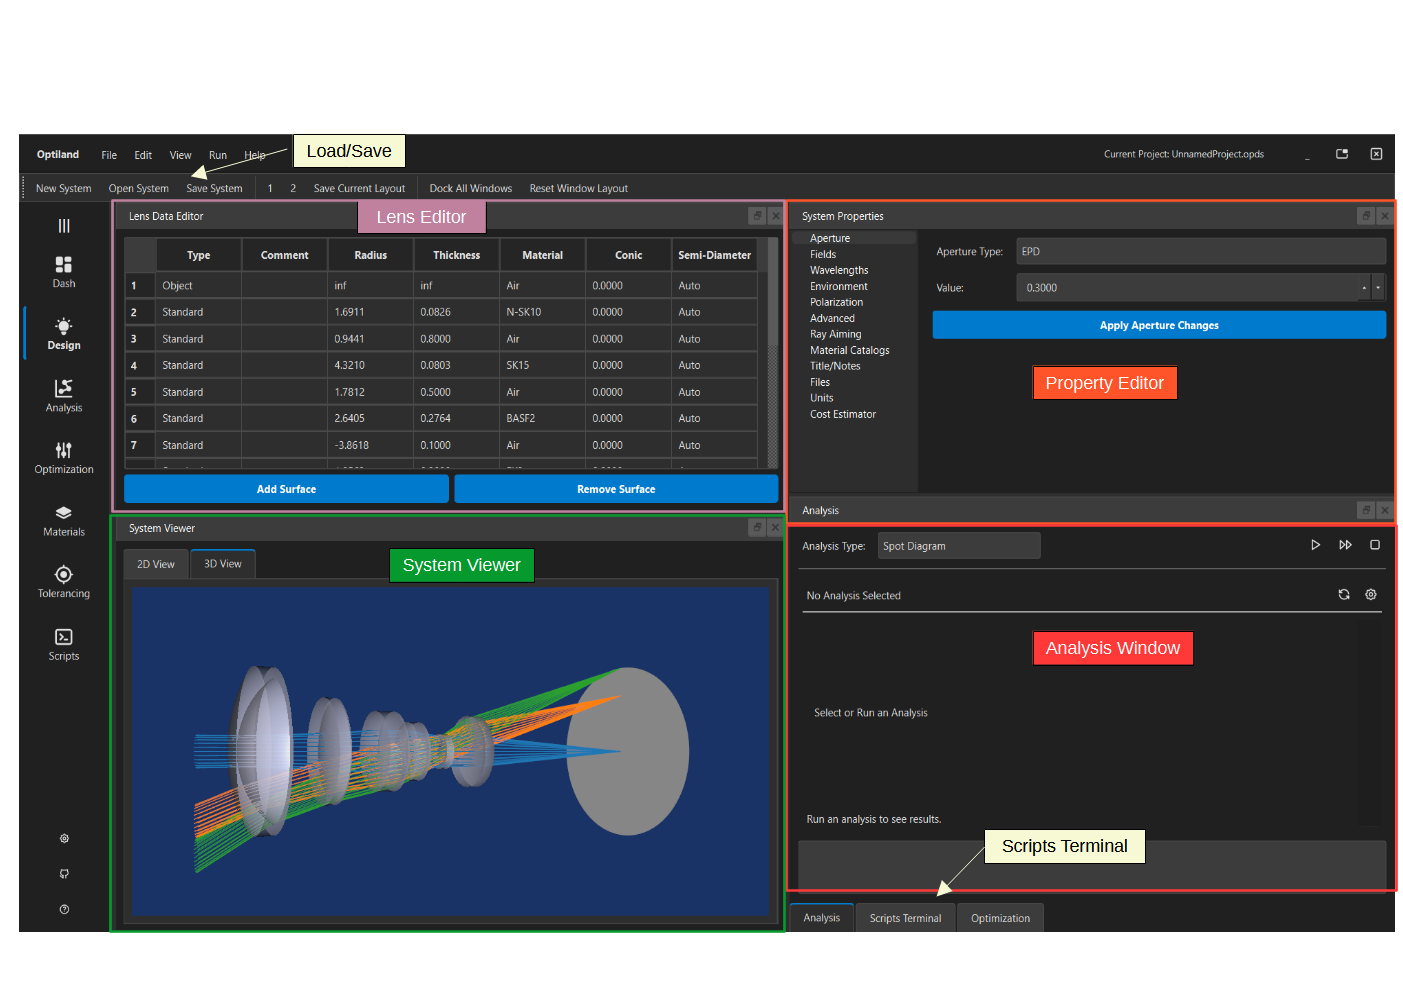 Load/Save
Optiland File Edit View Run Help
Current Project: UnnamedProject.opds
New System Open System Save System 1 2 Save Current Layout Dock All Windows Reset Window Layout
Lens Data Editor
Lens Editor
Type Comment Radius Thickness Material Conic Semi-Diameter
1 Object inf inf Air 0.0000 Auto
2 Standard 1.6911 0.0826 N-SK10 0.0000 Auto
3 Standard 0.9441 0.8000 Air 0.0000 Auto
4 Standard 4.3210 0.0803 SK15 0.0000 Auto
5 Standard 1.7812 0.5000 Air 0.0000 Auto
6 Standard 2.6405 0.2764 BASF2 0.0000 Auto
7 Standard -3.8618 0.1000 Air 0.0000 Auto
Add Surface Remove Surface
System Properties
Aperture
Fields
Wavelengths
Environment
Polarization
Advanced
Ray Aiming
Material Catalogs
Title/Notes
Files
Units
Cost Estimator
Aperture Type: EPD
Value: 0.3000
Apply Aperture Changes
Property Editor
Dash
Design
Analysis
Optimization
Materials
Tolerancing
Scripts
System Viewer
2D View 3D View
System Viewer
Analysis
Analysis Type: Spot Diagram
No Analysis Selected
Analysis Window
Select or Run an Analysis
Run an analysis to see results.
Scripts Terminal
Analysis Scripts Terminal Optimization